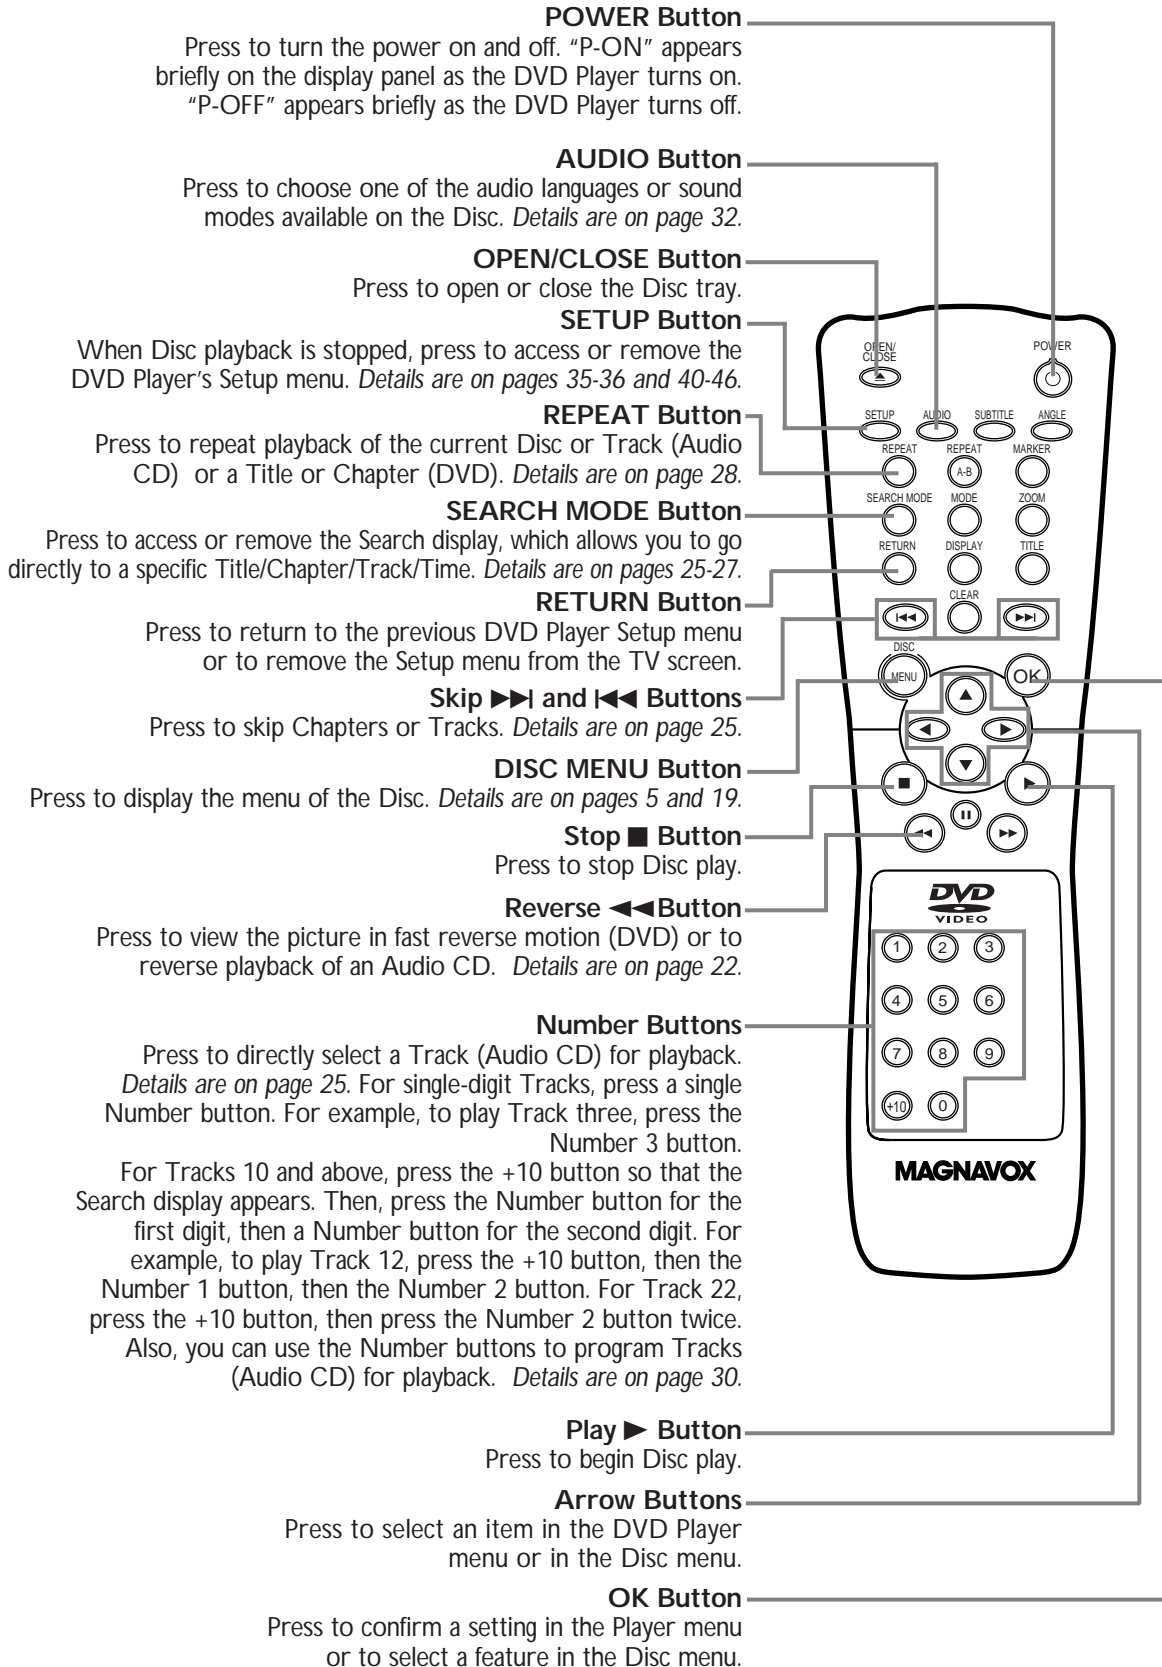 POWER Button
Press to turn the power on and off. “P-ON” appears
briefly on the display panel as the DVD Player turns on.
“P-OFF” appears briefly as the DVD Player turns off.
AUDIO Button
Press to choose one of the audio languages or sound
modes available on the Disc. Details are on page 32.
OPEN/CLOSE Button
Press to open or close the Disc tray.
SETUP Button
When Disc playback is stopped, press to access or remove the
DVD Player’s Setup menu. Details are on pages 35-36 and 40-46.
REPEAT Button
Press to repeat playback of the current Disc or Track (Audio
CD) or a Title or Chapter (DVD). Details are on page 28.
SEARCH MODE Button
Press to access or remove the Search display, which allows you to go
directly to a specific Title/Chapter/Track/Time. Details are on pages 25-27.
RETURN Button
Press to return to the previous DVD Player Setup menu
or to remove the Setup menu from the TV screen.
Skip ▶▶| and |◀◀ Buttons
Press to skip Chapters or Tracks. Details are on page 25.
DISC MENU Button
Press to display the menu of the Disc. Details are on pages 5 and 19.
Stop ■ Button
Press to stop Disc play.
Reverse ◀◀ Button
Press to view the picture in fast reverse motion (DVD) or to
reverse playback of an Audio CD. Details are on page 22.
Number Buttons
Press to directly select a Track (Audio CD) for playback.
Details are on page 25. For single-digit Tracks, press a single
Number button. For example, to play Track three, press the
Number 3 button.
For Tracks 10 and above, press the +10 button so that the
Search display appears. Then, press the Number button for the
first digit, then a Number button for the second digit. For
example, to play Track 12, press the +10 button, then the
Number 1 button, then the Number 2 button. For Track 22,
press the +10 button, then press the Number 2 button twice.
Also, you can use the Number buttons to program Tracks
(Audio CD) for playback. Details are on page 30.
Play ▶ Button
Press to begin Disc play.
Arrow Buttons
Press to select an item in the DVD Player
menu or in the Disc menu.
OK Button
Press to confirm a setting in the Player menu
or to select a feature in the Disc menu.
OPEN/
CLOSE
POWER
SETUP AUDIO SUBTITLE ANGLE
REPEAT REPEAT MARKER
A-B
SEARCH MODE MODE ZOOM
RETURN DISPLAY TITLE
CLEAR
DISC
MENU
OK
DVD
VIDEO
1 2 3
4 5 6
7 8 9
+10 0
MAGNAVOX